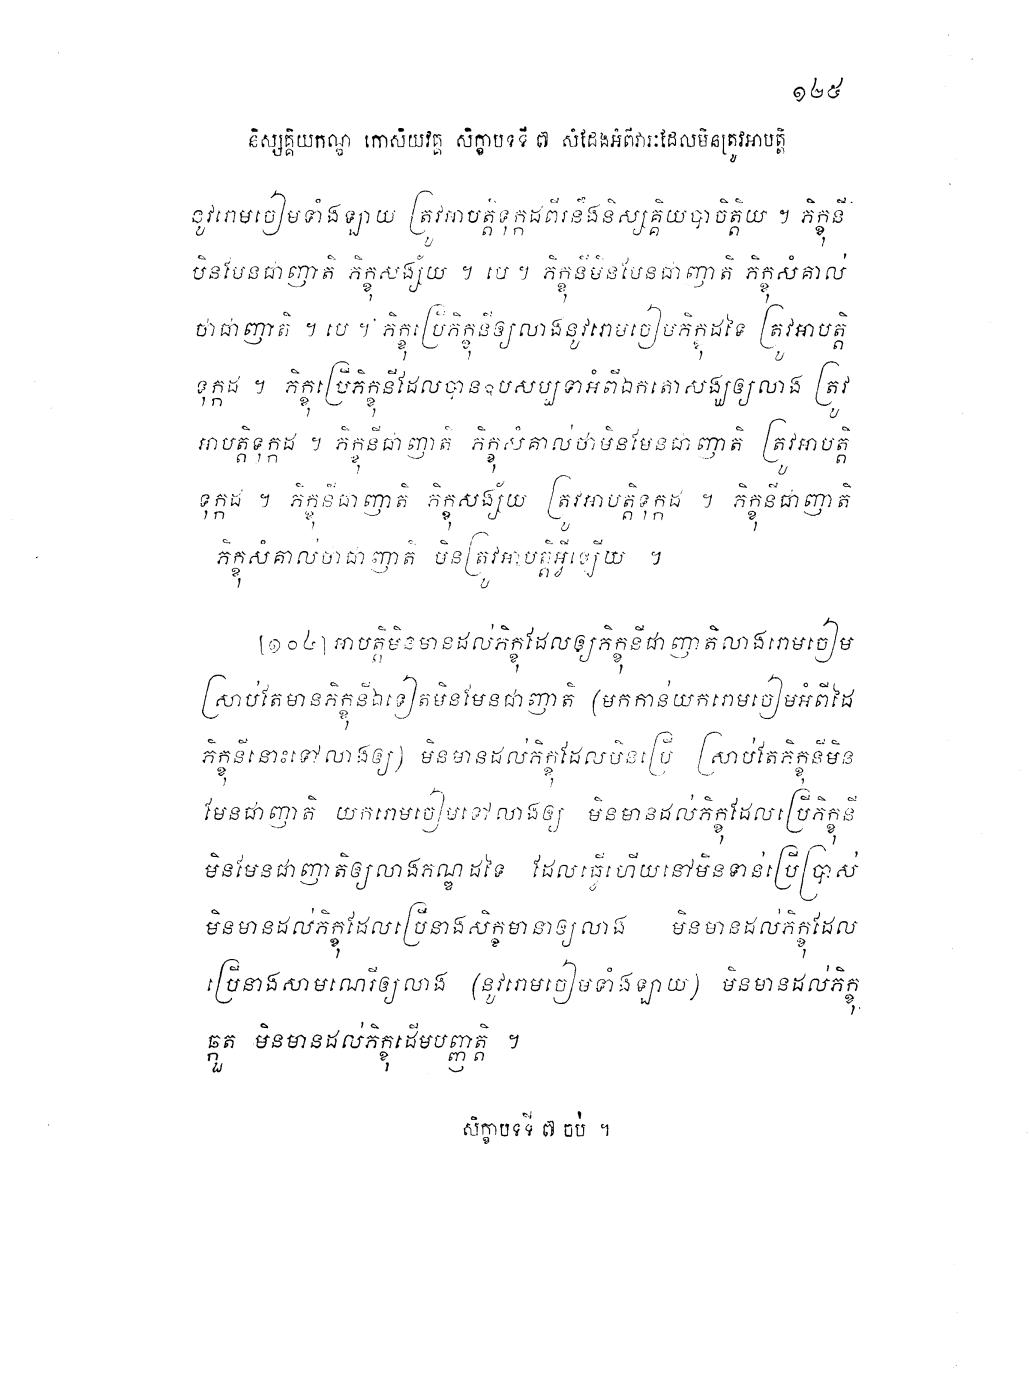 ១២៥
និស្សគ្គិយកណ្ឌ កោសិយវគ្គ សិក្ខាបទទី ៧ សំដែងអំពីវារៈដែលមិនត្រូវអាបត្តិ
នូវរោមចៀមទាំងឡាយ ត្រូវអាបត្តិទុក្កដពីរនឹងនិស្សគ្គិយបាចិត្តិយ ។ ភិក្ខុនី
មិនមែនជាញាតិ ភិក្ខុសង្ស័យ ។ បេ ។ ភិក្ខុនីមិនមែនជាញាតិ ភិក្ខុសំគាល់
ថាជាញាតិ ។ បេ ។ ភិក្ខុប្រើភិក្ខុនីឲ្យលាងនូវរោមចៀមភិក្ខុដទៃ ត្រូវអាបត្តិ
ទុក្កដ ។ ភិក្ខុប្រើភិក្ខុនីដែលបានឧបសម្បទាអំពីឯកតោសង្ឃឲ្យលាង ត្រូវ
អាបត្តិទុក្កដ ។ ភិក្ខុនីជាញាតិ ភិក្ខុសំគាល់ថាមិនមែនជាញាតិ ត្រូវអាបត្តិ
ទុក្កដ ។ ភិក្ខុនីជាញាតិ ភិក្ខុសង្ស័យ ត្រូវអាបត្តិទុក្កដ ។ ភិក្ខុនីជាញាតិ
ភិក្ខុសំគាល់ថាជាញាតិ មិនត្រូវអាបត្តិអ្វីឡើយ ។
[១០៤] អាបត្តិមិនមានដល់ភិក្ខុដែលឲ្យភិក្ខុនីជាញាតិលាងរោមចៀម
ស្រាប់តែមានភិក្ខុនីឯទៀតមិនមែនជាញាតិ (មកកាន់យករោមចៀមអំពីដៃ
ភិក្ខុនីនោះទៅលាងឲ្យ) មិនមានដល់ភិក្ខុដែលមិនប្រើ ស្រាប់តែភិក្ខុនីមិន
មែនជាញាតិ យករោមចៀមទៅលាងឲ្យ មិនមានដល់ភិក្ខុដែលប្រើភិក្ខុនី
មិនមែនជាញាតិឲ្យលាងភណ្ឌដទៃ ដែលធ្វើហើយនៅមិនទាន់ប្រើប្រាស់
មិនមានដល់ភិក្ខុដែលប្រើនាងសិក្ខមានាឲ្យលាង មិនមានដល់ភិក្ខុដែល
ប្រើនាងសាមណេរីឲ្យលាង (នូវរោមចៀមទាំងឡាយ) មិនមានដល់ភិក្ខុ
ឆ្កួត មិនមានដល់ភិក្ខុដើមបញ្ញត្តិ ។
សិក្ខាបទទី ៧ ចប់ ។